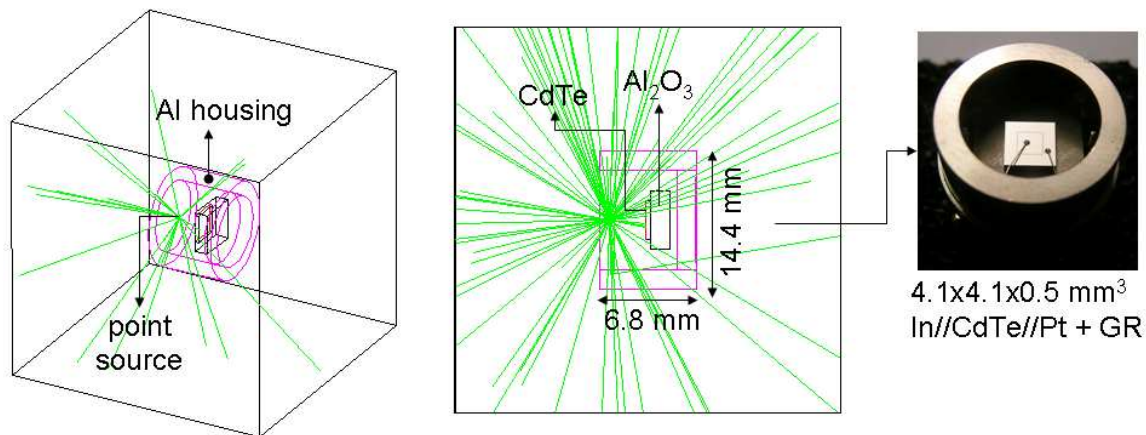 Al housing
point
source
CdTe
Al₂O₃
14.4 mm
6.8 mm
4.1x4.1x0.5 mm³
In//CdTe//Pt + GR